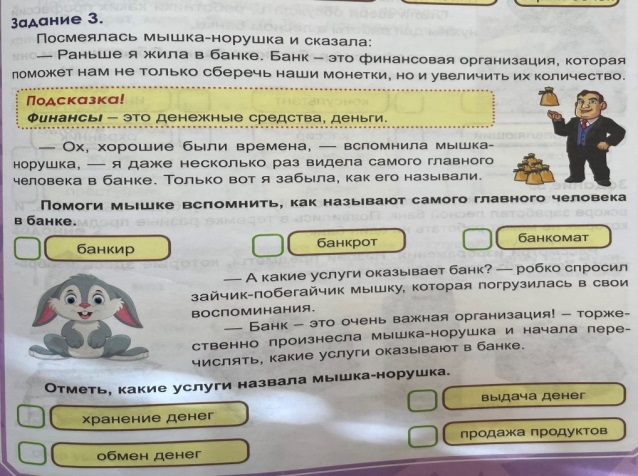 Задание 3.
Посмеялась мышка-норушка и сказала:
— Раньше я жила в банке. Банк – это финансовая организация, которая
поможет нам не только сберечь наши монетки, но и увеличить их количество.
Подсказка!
Финансы – это денежные средства, деньги.
— Ох, хорошие были времена, — вспомнила мышка-
норушка, — я даже несколько раз видела самого главного
человека в банке. Только вот я забыла, как его называли.
Помоги мышке вспомнить, как называют самого главного человека
в банке.
банкир
банкрот
банкомат
— А какие услуги оказывает банк? — робко спросил
зайчик-побегайчик мышку, которая погрузилась в свои
воспоминания.
— Банк – это очень важная организация! – торже-
ственно произнесла мышка-норушка и начала пере-
числять, какие услуги оказывают в банке.
Отметь, какие услуги назвала мышка-норушка.
хранение денег
выдача денег
обмен денег
продажа продуктов